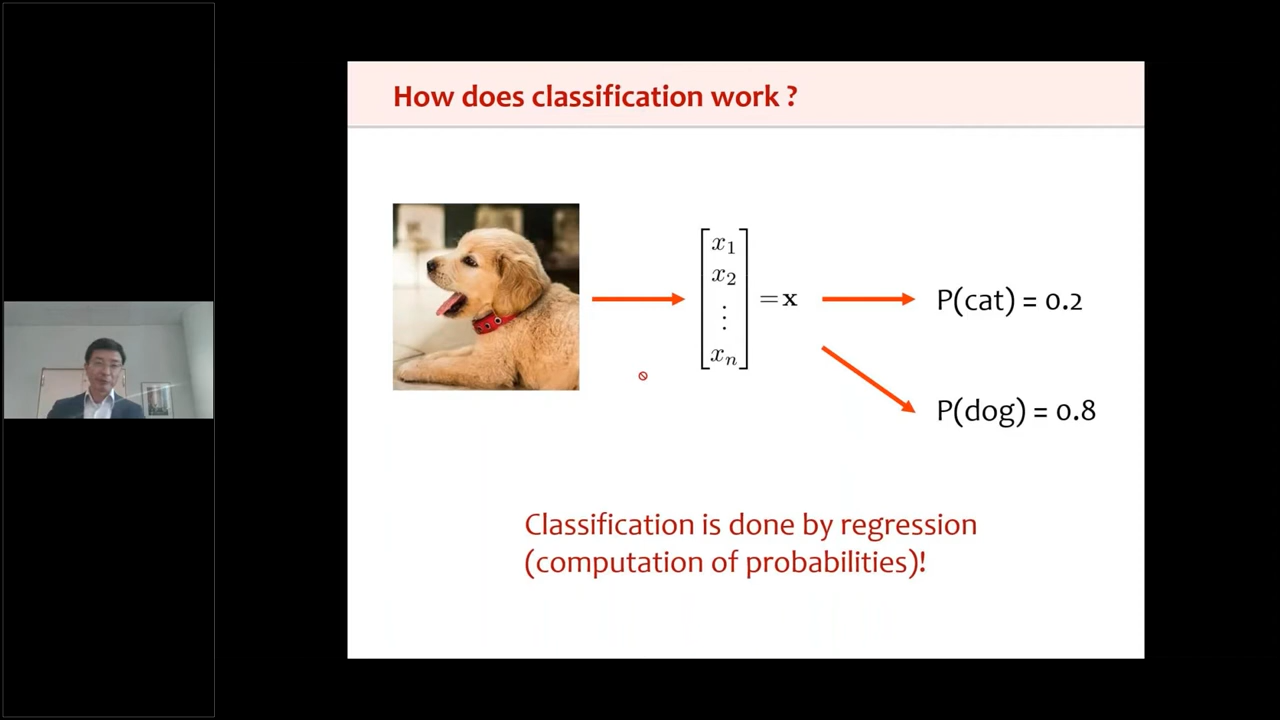 How does classification work ?
x1
x2
⋮
xn
= x
P(cat) = 0.2
P(dog) = 0.8
Classification is done by regression
(computation of probabilities)!